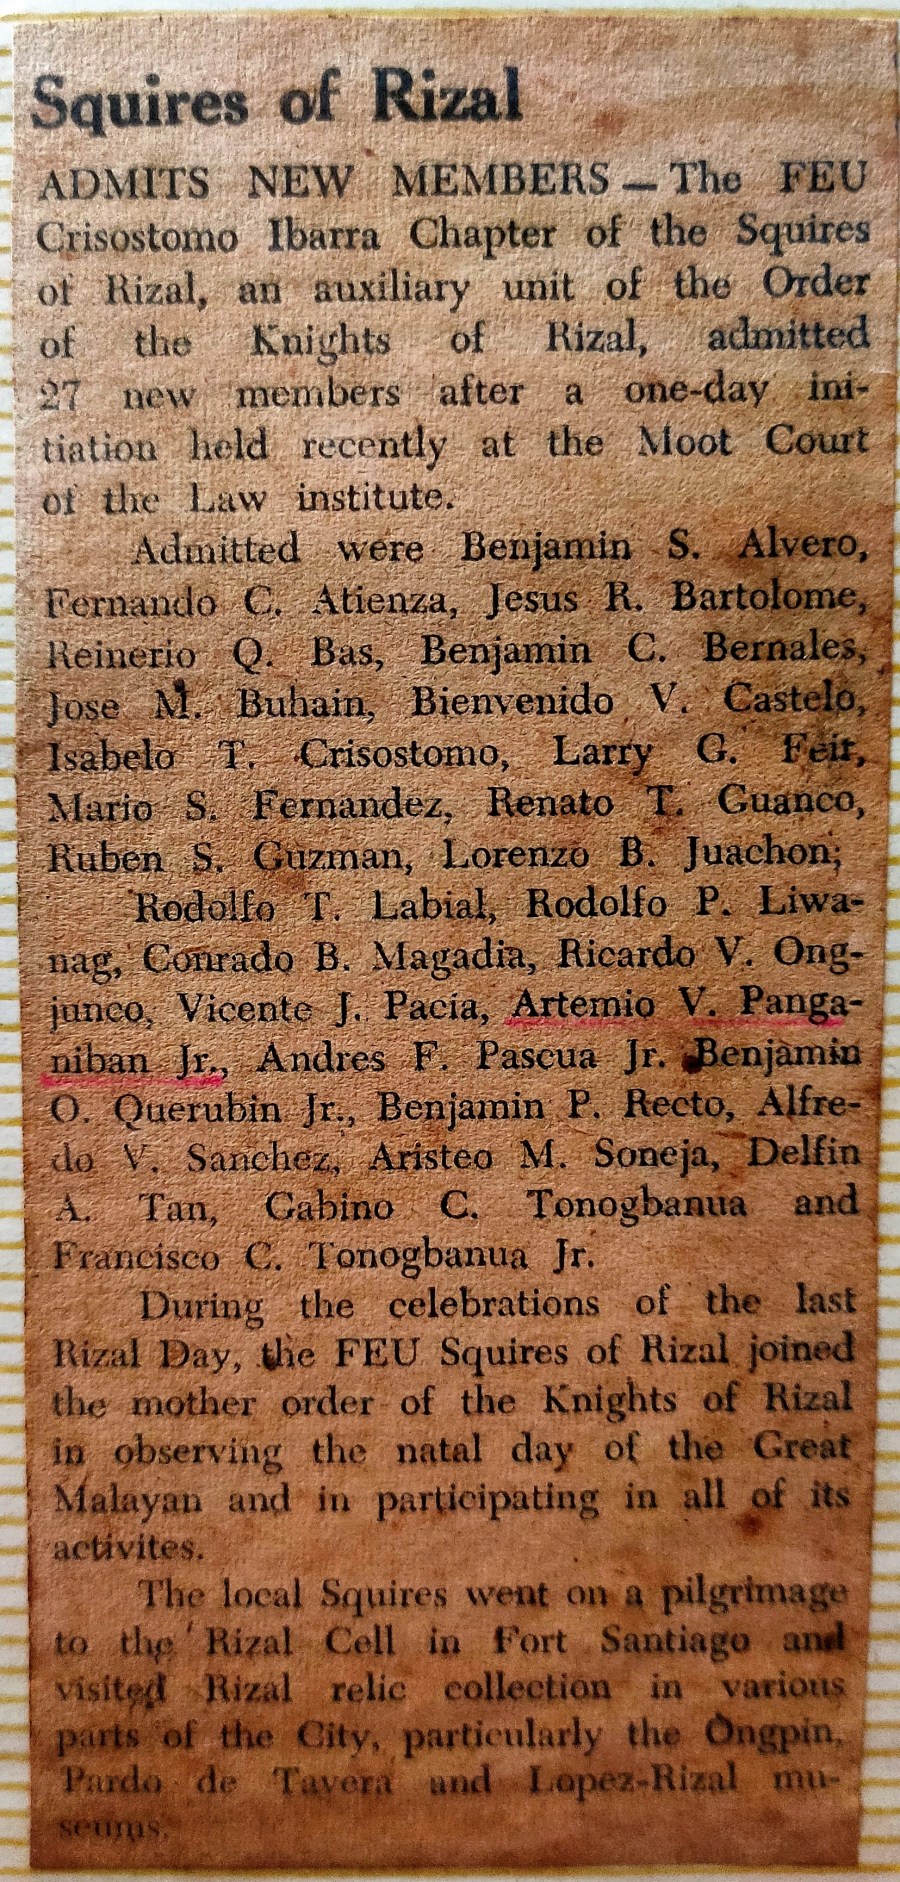 Squires of Rizal
ADMITS NEW MEMBERS — The FEU
Crisostomo Ibarra Chapter of the Squires
of Rizal, an auxiliary unit of the Order
of the Knights of Rizal, admitted
27 new members after a one-day ini-
tiation held recently at the Moot Court
of the Law institute.
Admitted were Benjamin S. Alvero,
Fernando C. Atienza, Jesus R. Bartolome,
Reinerio Q. Bas, Benjamin C. Bernales,
Jose M. Buhain, Bienvenido V. Castelo,
Isabelo T. Crisostomo, Larry G. Feir,
Mario S. Fernandez, Renato T. Guanco,
Ruben S. Guzman, Lorenzo B. Juachon;
Rodolfo T. Labial, Rodolfo P. Liwa-
nag, Conrado B. Magadia, Ricardo V. Ong-
junco, Vicente J. Pacia, Artemio V. Panga-
niban Jr., Andres F. Pascua Jr. Benjamin
O. Querubin Jr., Benjamin P. Recto, Alfre-
do V. Sanchez, Aristeo M. Soneja, Delfin
A. Tan, Gabino C. Tonogbanua and
Francisco C. Tonogbanua Jr.
During the celebrations of the last
Rizal Day, the FEU Squires of Rizal joined
the mother order of the Knights of Rizal
in observing the natal day of the Great
Malayan and in participating in all of its
activites.
The local Squires went on a pilgrimage
to the Rizal Cell in Fort Santiago and
visited Rizal relic collection in various
parts of the City, particularly the Ongpin,
Pardo de Tavera and Lopez-Rizal mu-
seums.